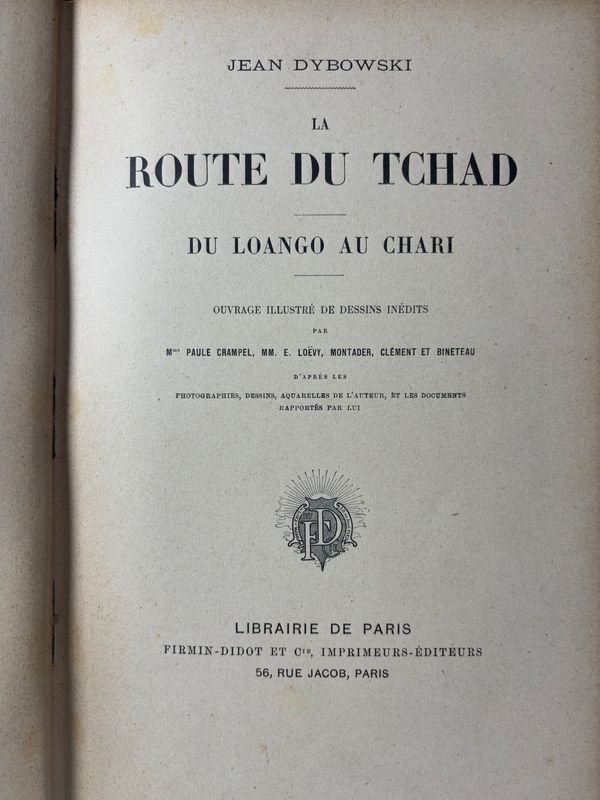 JEAN DYBOWSKI
LA
ROUTE DU TCHAD
DU LOANGO AU CHARI
OUVRAGE ILLUSTRÉ DE DESSINS INÉDITS
PAR
Mme PAULE CRAMPEL, MM. E. LOËVY, MONTADER, CLÉMENT ET BINETEAU
D'APRÈS LES
PHOTOGRAPHIES, DESSINS, AQUARELLES DE L'AUTEUR, ET LES DOCUMENTS
RAPPORTÉS PAR LUI
FD
LIBRAIRIE DE PARIS
FIRMIN-DIDOT ET Cie, IMPRIMEURS-ÉDITEURS
56, RUE JACOB, PARIS